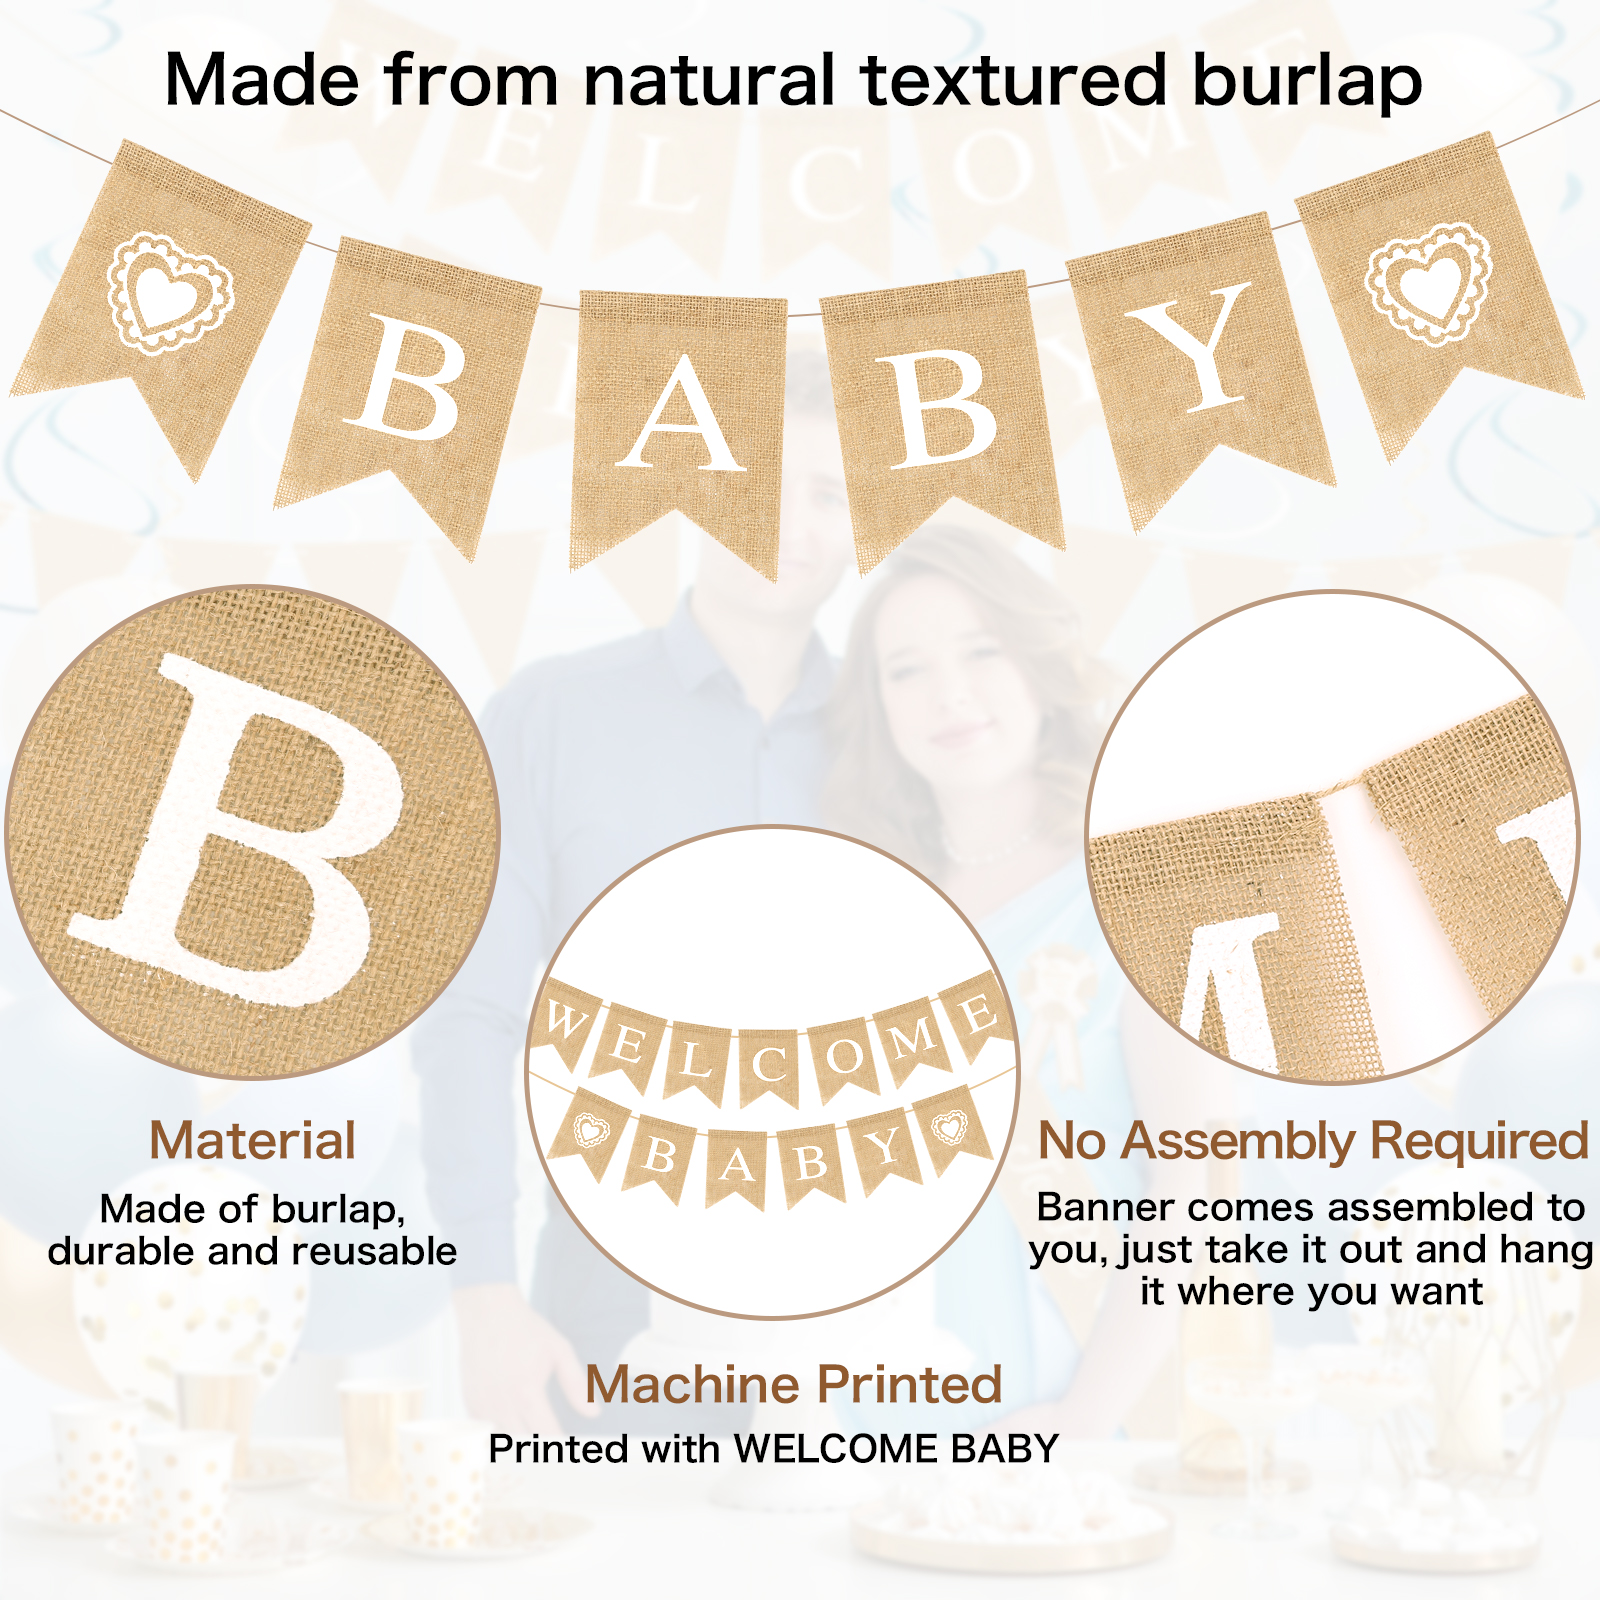 Made from natural textured burlap
WELCOME
BABY
B
Material
Made of burlap,
durable and reusable
WELCOME
BABY
Machine Printed
Printed with WELCOME BABY
No Assembly Required
Banner comes assembled to
you, just take it out and hang
it where you want